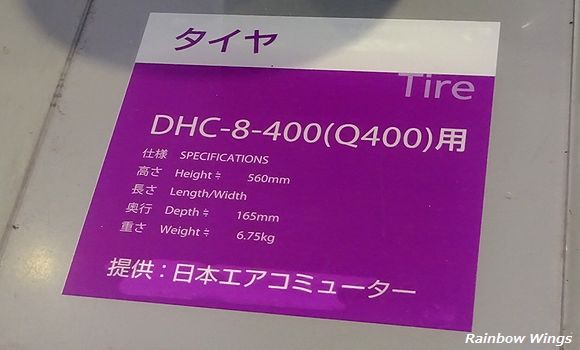 タイヤ
Tire
DHC-8-400(Q400)用
仕様 SPECIFICATIONS
高さ Height≒ 560mm
長さ Length/Width
奥行 Depth≒ 165mm
重さ Weight≒ 6.75kg
提供：日本エアコミューター
Rainbow Wings